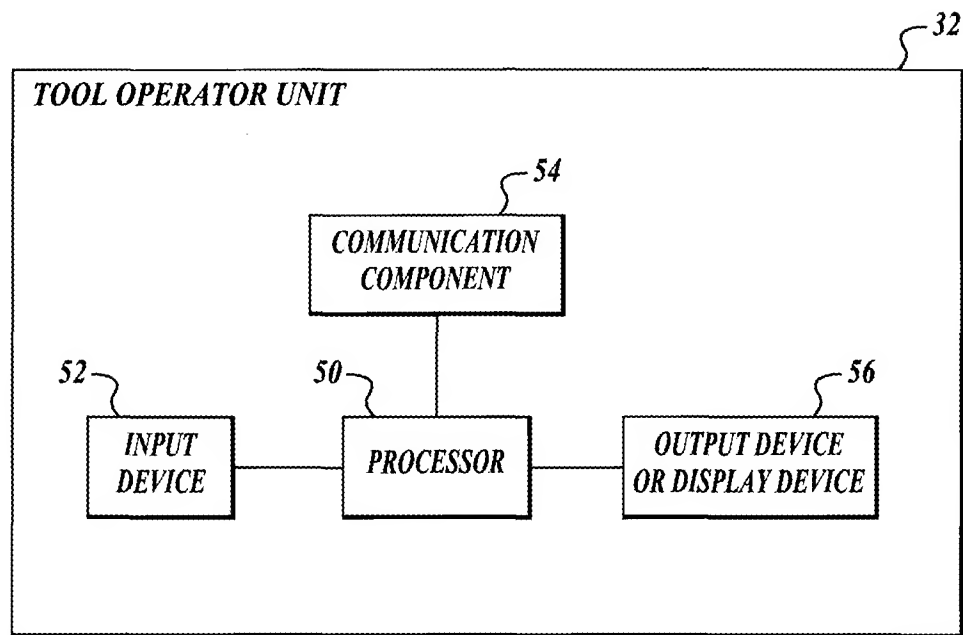 32
TOOL OPERATOR UNIT
54
COMMUNICATION
COMPONENT
52
50
56
INPUT
DEVICE
PROCESSOR
OUTPUT DEVICE
OR DISPLAY DEVICE